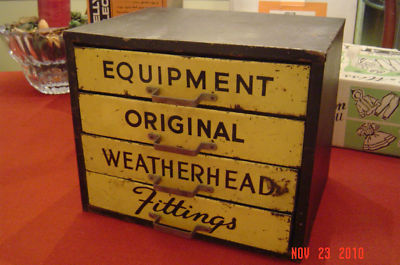 EQUIPMENT
ORIGINAL
WEATHERHEAD
Fittings
NOV 23 2010